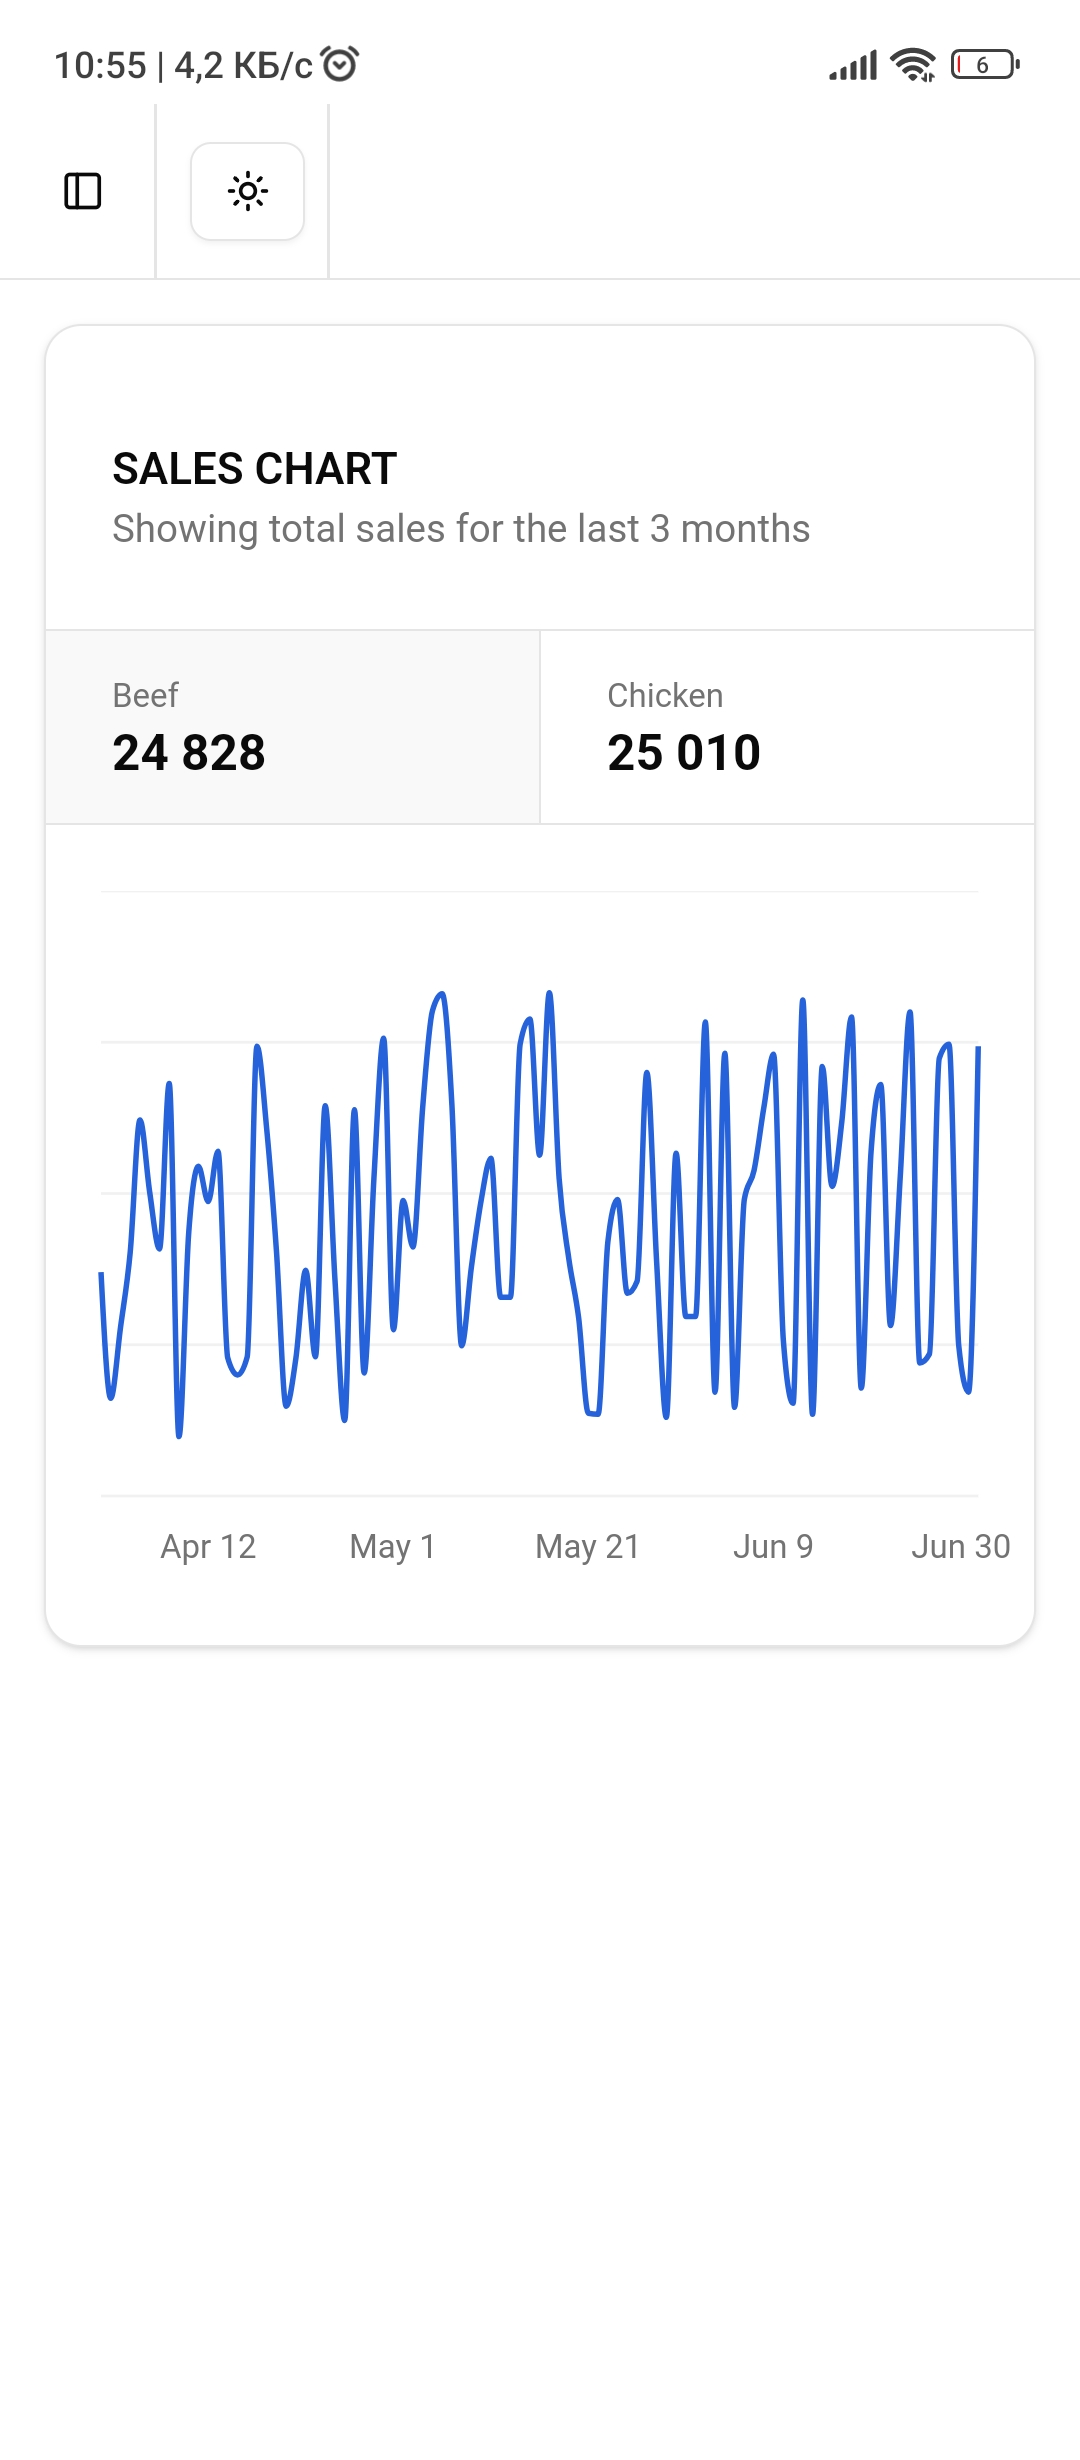 10:55 | 4,2 КБ/с
6
SALES CHART
Showing total sales for the last 3 months
Beef
24 828
Chicken
25 010
Apr 12
May 1
May 21
Jun 9
Jun 30